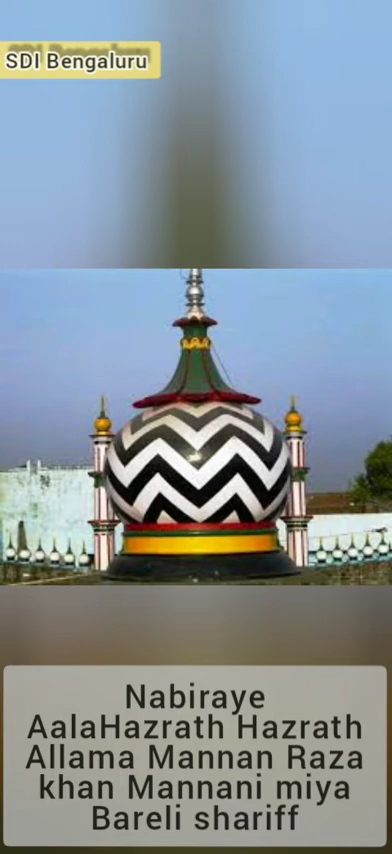 SDI Bengaluru
Nabiraye
AalaHazrath Hazrath
Allama Mannan Raza
khan Mannani miya
Bareli shariff